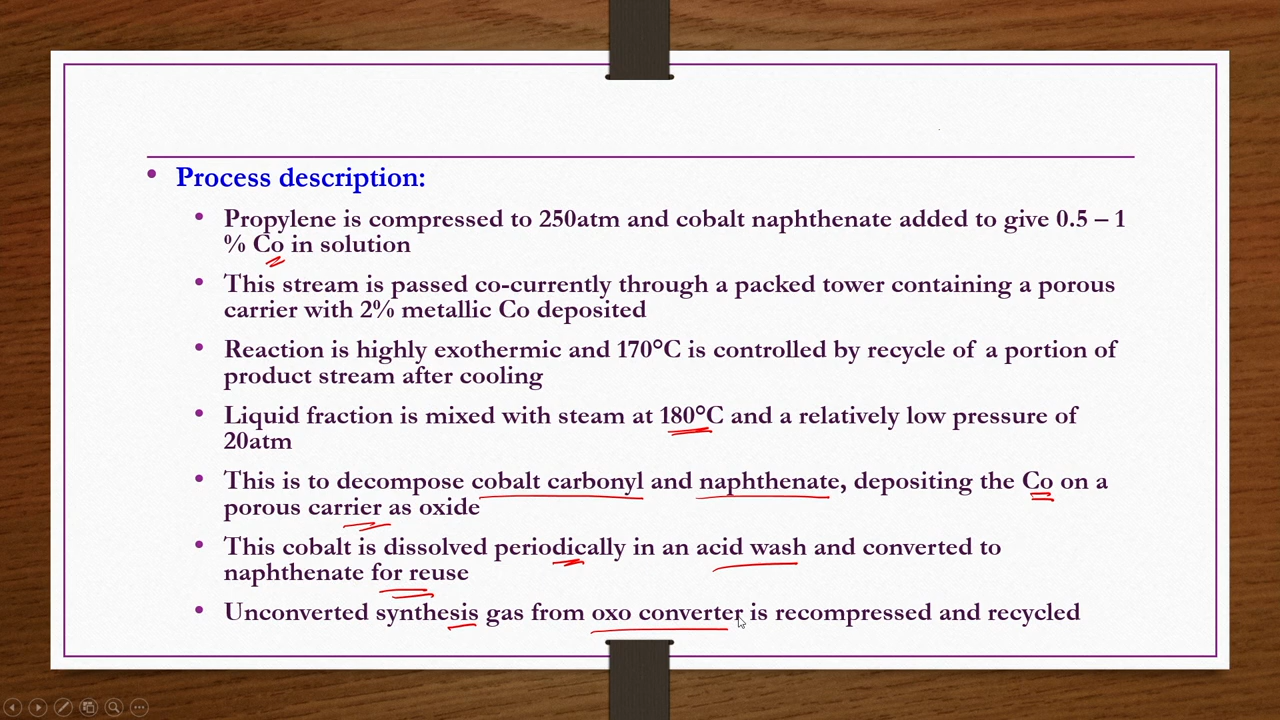 • Process description:
• Propylene is compressed to 250atm and cobalt naphthenate added to give 0.5 – 1
% Co in solution
• This stream is passed co-currently through a packed tower containing a porous
carrier with 2% metallic Co deposited
• Reaction is highly exothermic and 170°C is controlled by recycle of a portion of
product stream after cooling
• Liquid fraction is mixed with steam at 180°C and a relatively low pressure of
20atm
• This is to decompose cobalt carbonyl and naphthenate, depositing the Co on a
porous carrier as oxide
• This cobalt is dissolved periodically in an acid wash and converted to
naphthenate for reuse
• Unconverted synthesis gas from oxo converter is recompressed and recycled